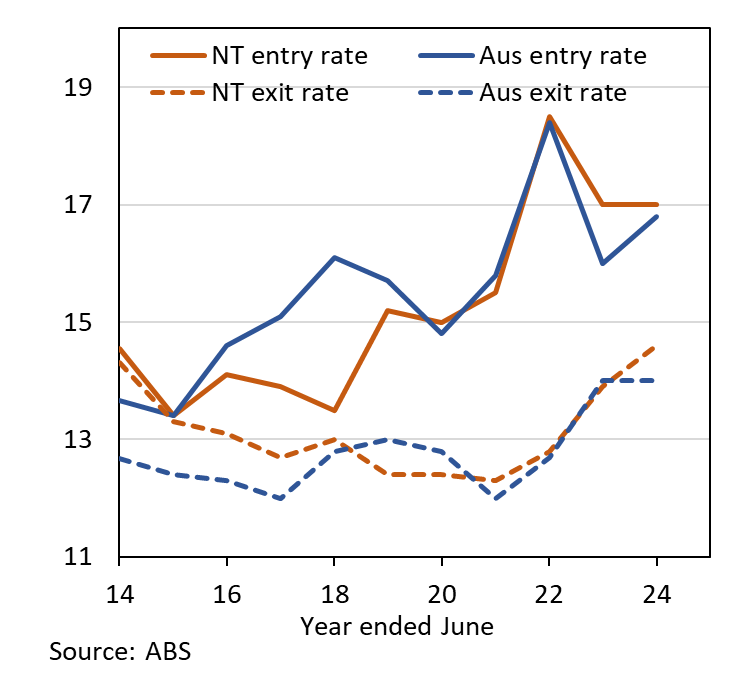 NT entry rate Aus entry rate
NT exit rate Aus exit rate
19
17
15
13
11
14 16 18 20 22 24
Year ended June
Source: ABS